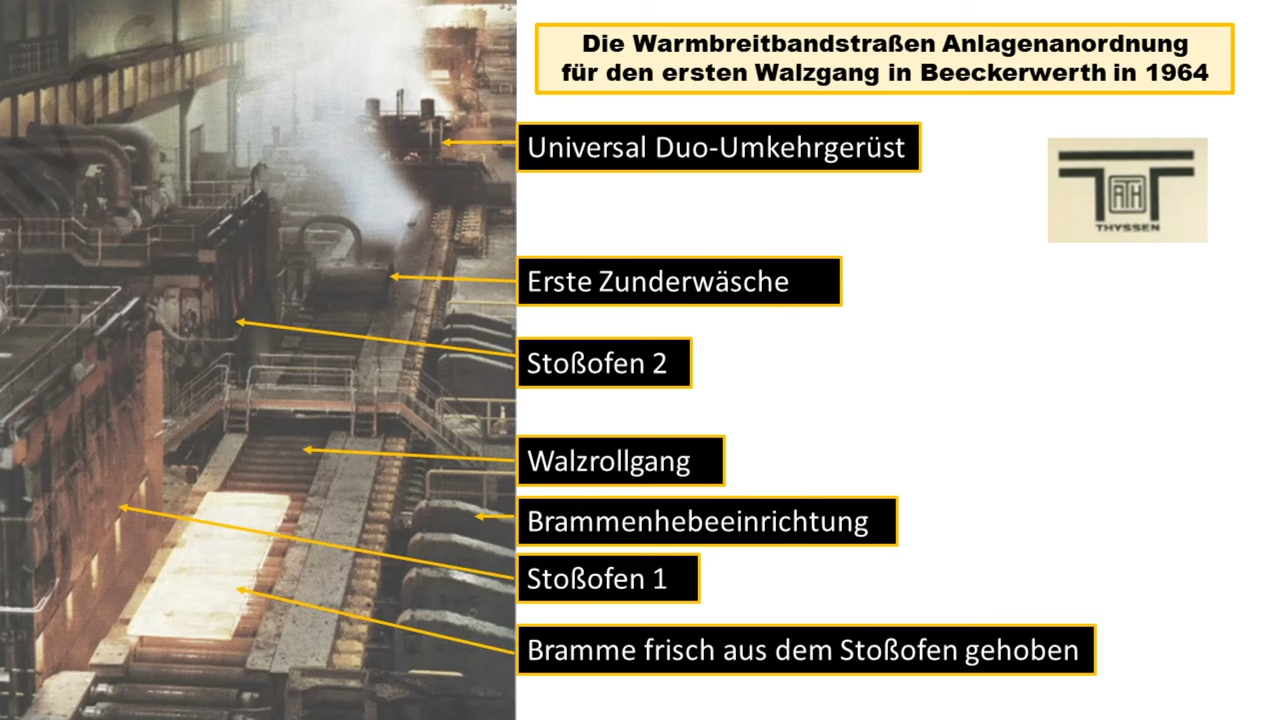 Die Warmbreitbandstraßen Anlagenanordnung
für den ersten Walzgang in Beeckerwerth in 1964
Universal Duo-Umkehrgerüst
ATH
THYSSEN
Erste Zunderwäsche
Stoßofen 2
Walzrollgang
Brammenhebeeinrichtung
Stoßofen 1
Bramme frisch aus dem Stoßofen gehoben